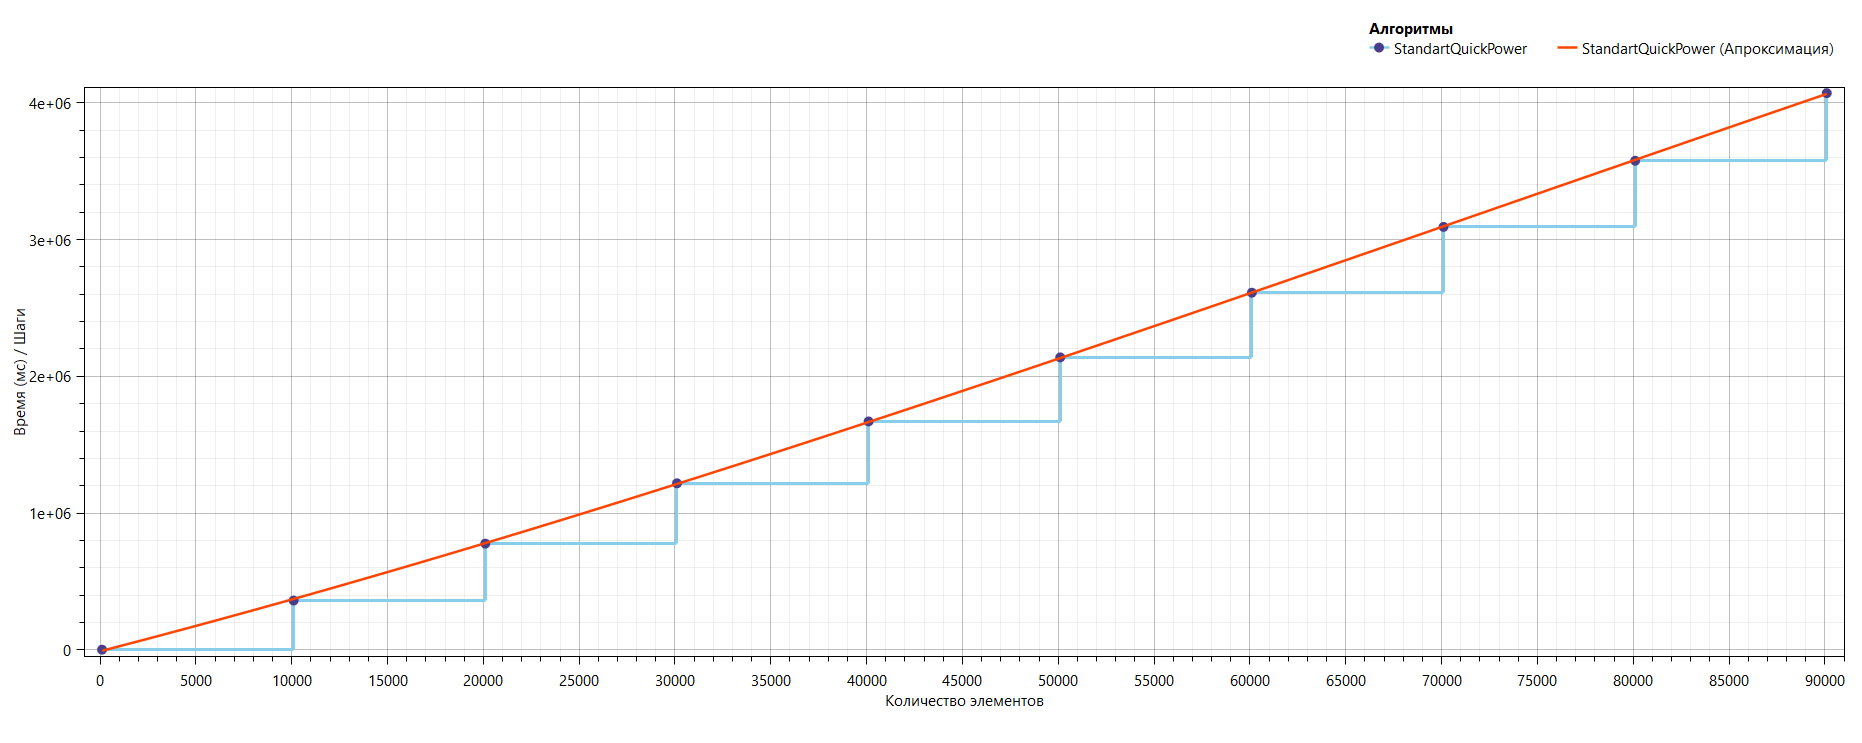 Алгоритмы
StandartQuickPower StandartQuickPower (Апроксимация)
4e+06
3e+06
2e+06
1e+06
0
Время (мс) / Шаги
0 5000 10000 15000 20000 25000 30000 35000 40000 45000 50000 55000 60000 65000 70000 75000 80000 85000 90000
Количество элементов